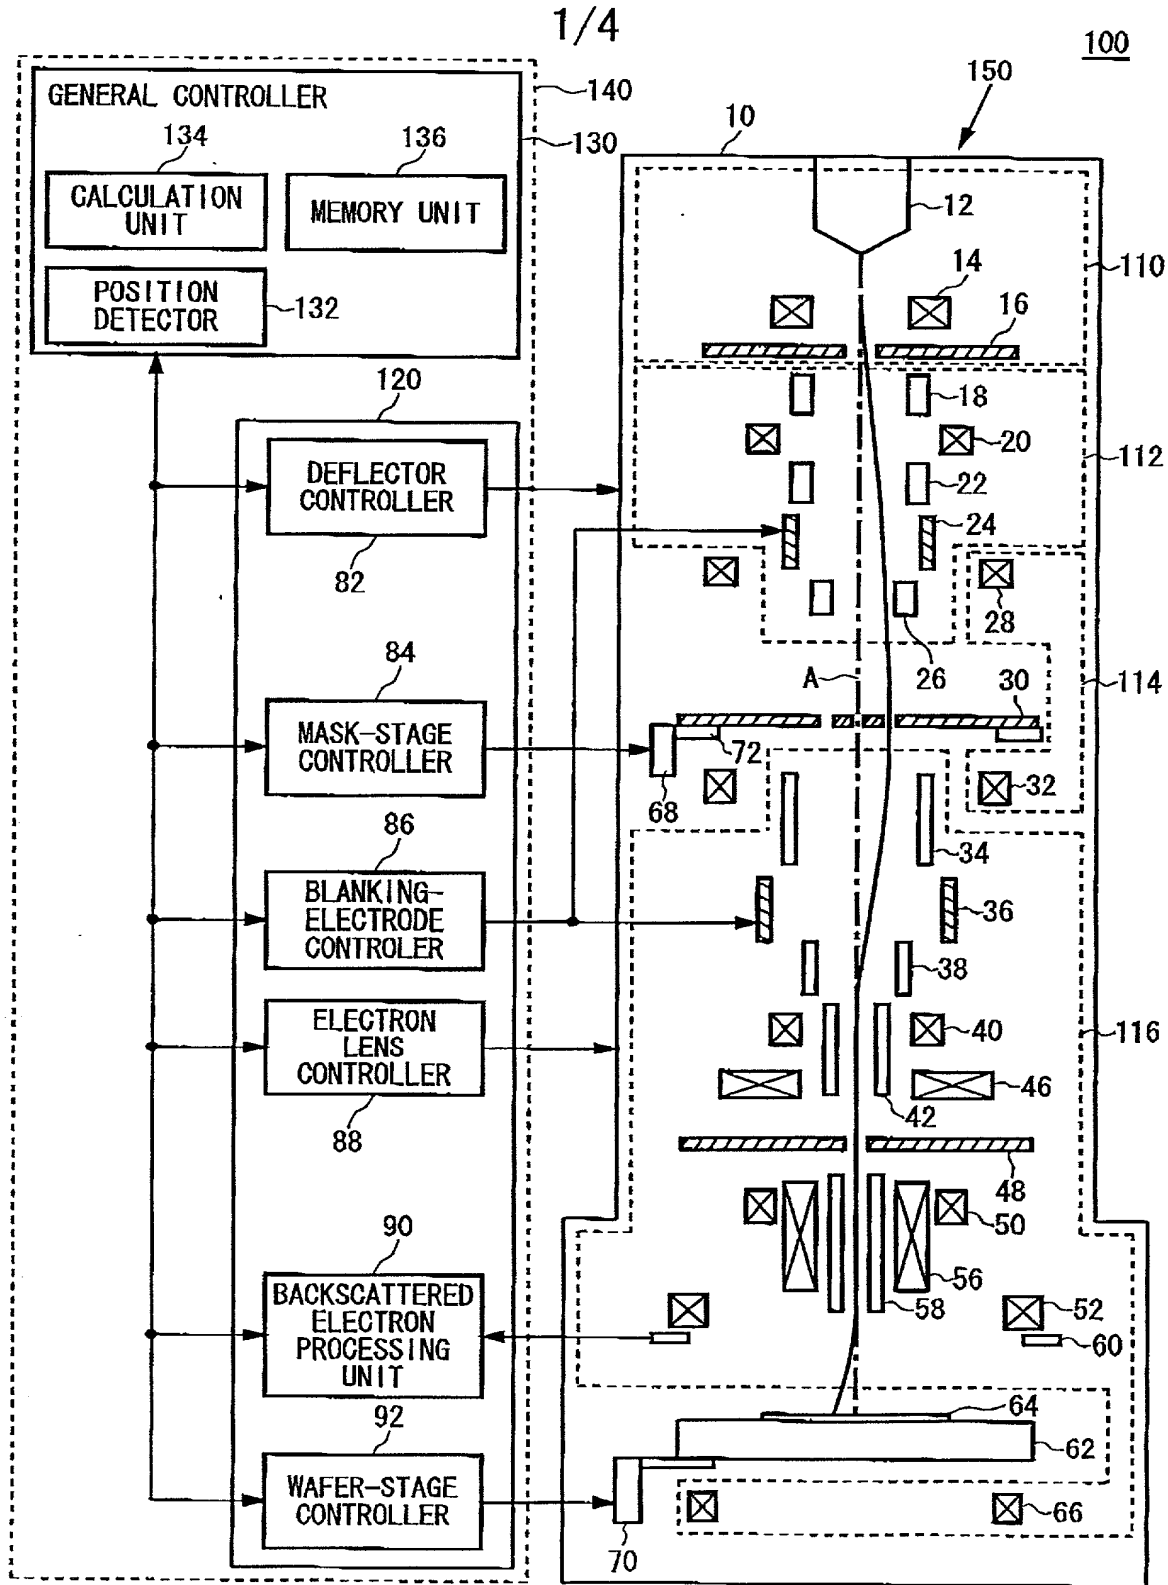 1/4
100
150
140
GENERAL CONTROLLER
10
130
134
136
CALCULATION
UNIT
MEMORY UNIT
12
110
POSITION
DETECTOR
132
14
16
120
18
DEFLECTOR
CONTROLLER
20
112
22
24
82
28
26
84
A
30
114
MASK-STAGE
CONTROLLER
72
32
68
86
34
BLANKING-
ELECTRODE
CONTROLER
36
38
ELECTRON
LENS
CONTROLLER
40
116
46
42
88
48
90
50
BACKSCATTERED
ELECTRON
PROCESSING
UNIT
56
58
52
60
92
64
62
WAFER-STAGE
CONTROLLER
66
70